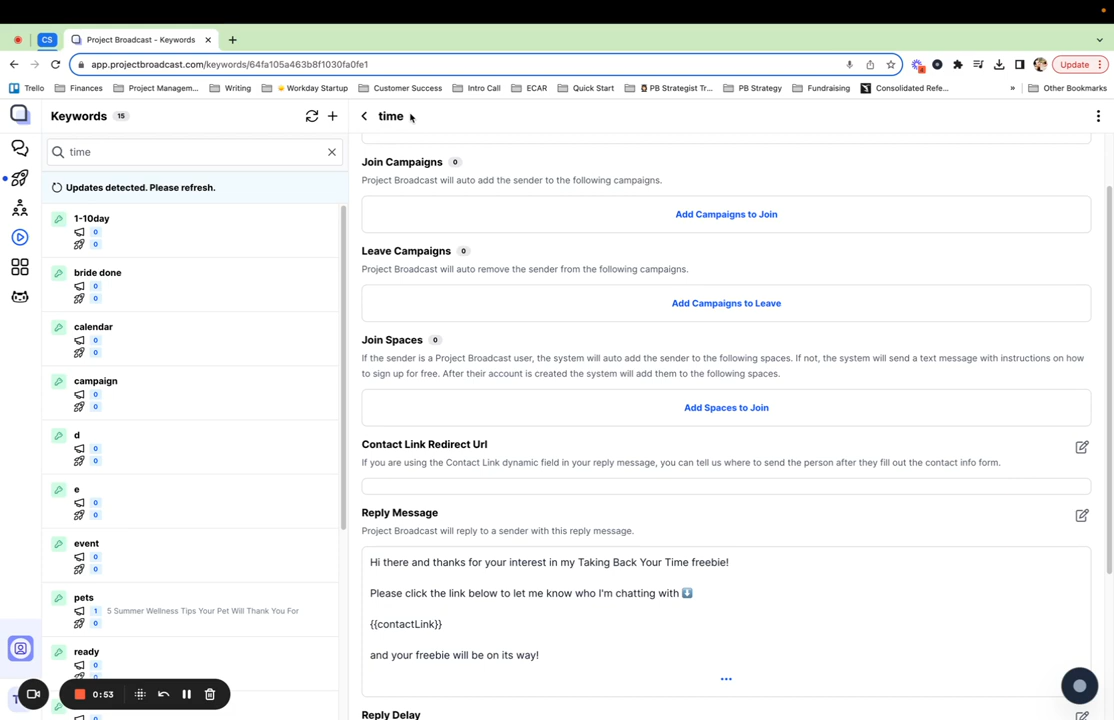 CS
Project Broadcast - Keywords
app.projectbroadcast.com/keywords/64fa105a463b8f1030fa0fe1
4
Update
Trello
Finances
Project Managem...
Writing
Workday Startup
Customer Success
Intro Call
ECAR
Quick Start
PB Strategist Tr...
PB Strategy
Fundraising
Consolidated Refe...
»
Other Bookmarks
Keywords 15
time
Updates detected. Please refresh.
1-10day
0
0
bride done
0
0
calendar
0
0
campaign
0
0
d
0
0
e
0
0
event
0
0
pets
1 5 Summer Wellness Tips Your Pet Will Thank You For
0
ready
0
0:53
time
Join Campaigns 0
Project Broadcast will auto add the sender to the following campaigns.
Add Campaigns to Join
Leave Campaigns 0
Project Broadcast will auto remove the sender from the following campaigns.
Add Campaigns to Leave
Join Spaces 0
If the sender is a Project Broadcast user, the system will auto add the sender to the following spaces. If not, the system will send a text message with instructions on how
to sign up for free. After their account is created the system will add them to the following spaces.
Add Spaces to Join
Contact Link Redirect Url
If you are using the Contact Link dynamic field in your reply message, you can tell us where to send the person after they fill out the contact info form.
Reply Message
Project Broadcast will reply to a sender with this reply message.
Hi there and thanks for your interest in my Taking Back Your Time freebie!
Please click the link below to let me know who I'm chatting with ⬇️
{{contactLink}}
and your freebie will be on its way!
•••
Reply Delay